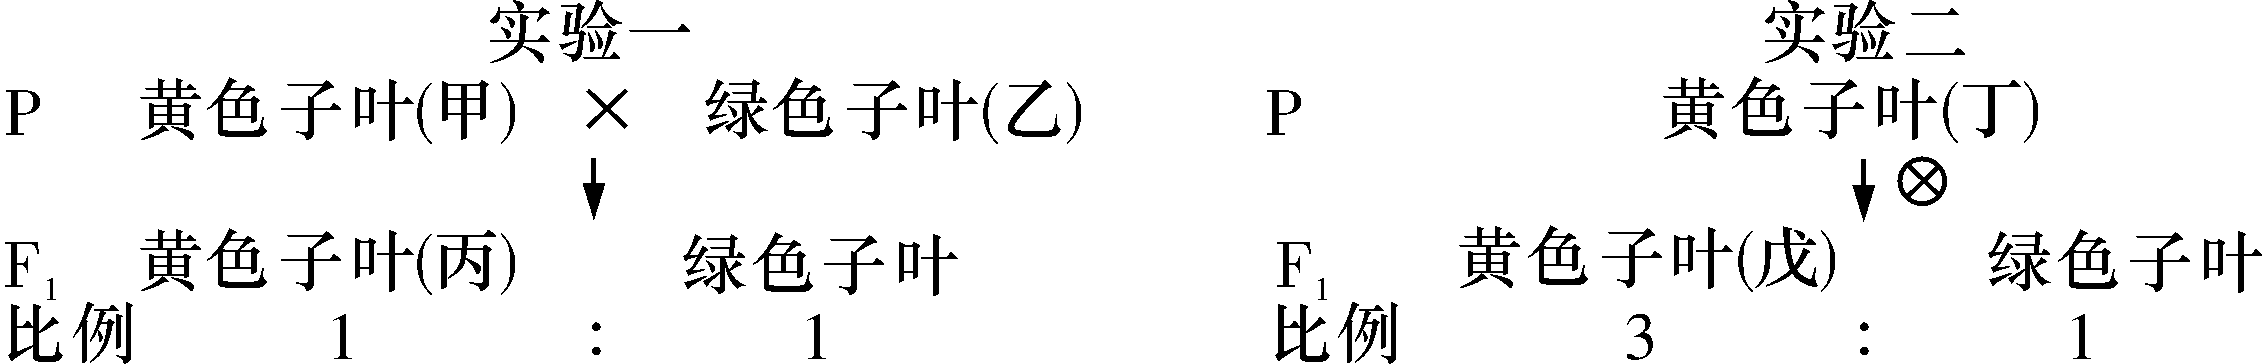 实验一
P 黄色子叶(甲) × 绿色子叶(乙)
F₁ 黄色子叶(丙) 绿色子叶
比例 1 : 1
实验二
P 黄色子叶(丁)
⊗
F₁ 黄色子叶(戊) 绿色子叶
比例 3 : 1